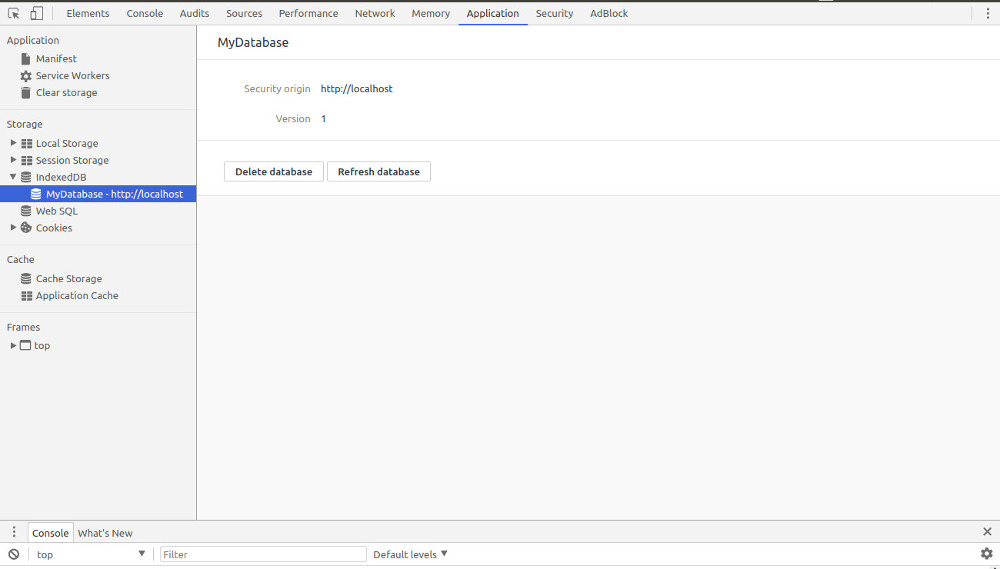 Elements Console Audits Sources Performance Network Memory Application Security AdBlock
Application
Manifest
Service Workers
Clear storage
Storage
Local Storage
Session Storage
IndexedDB
MyDatabase - http://localhost
Web SQL
Cookies
Cache
Cache Storage
Application Cache
Frames
top
MyDatabase
Security origin http://localhost
Version 1
Delete database Refresh database
Console What's New
top Filter Default levels